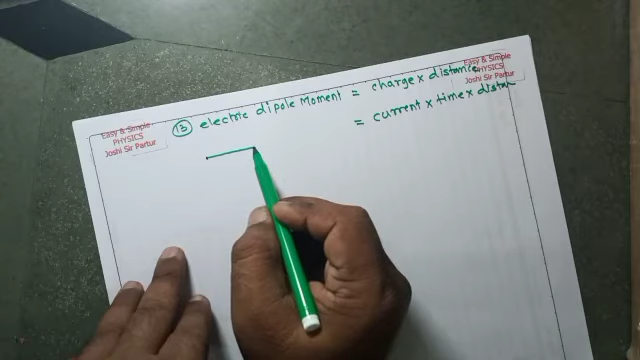 Easy & Simple
PHYSICS
Joshi Sir Partur
Easy & Simple
PHYSICS
Joshi Sir Partur
13 electric dipole Moment = charge x distance
= current x time x dista